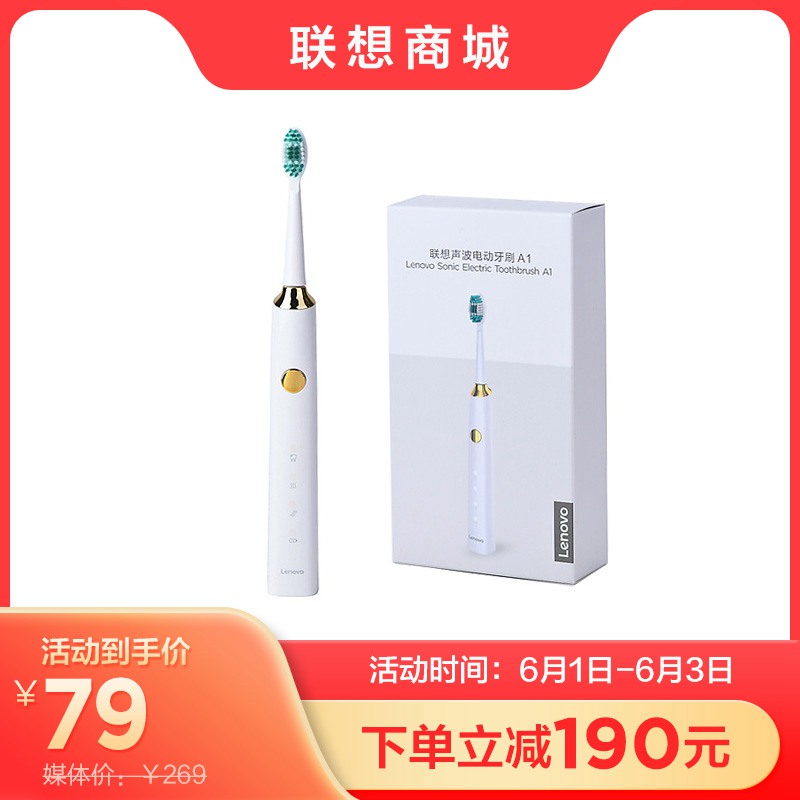 联想商城
联想声波电动牙刷 A1
Lenovo Sonic Electric Toothbrush A1
Lenovo
Lenovo
Lenovo
活动到手价
￥79
媒体价：￥269
活动时间：6月1日-6月3日
下单立减190元